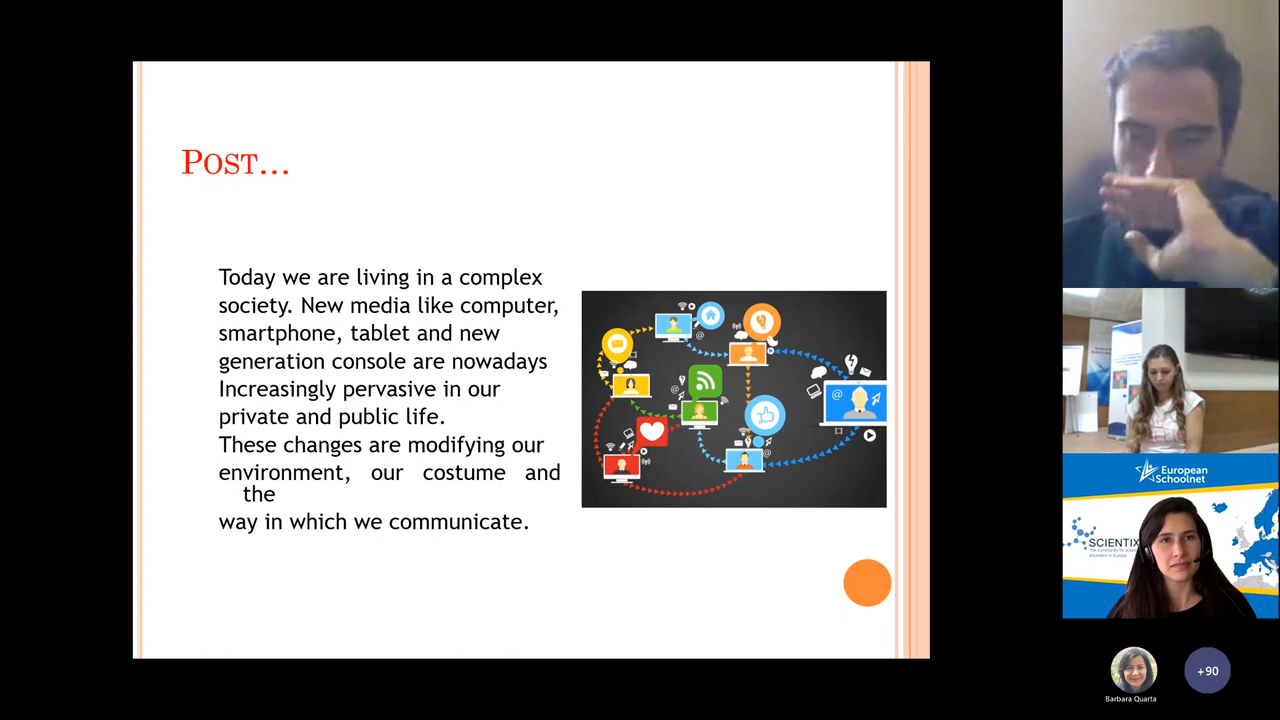 POST...
Today we are living in a complex
society. New media like computer,
smartphone, tablet and new
generation console are nowadays
Increasingly pervasive in our
private and public life.
These changes are modifying our
environment, our costume and
the
way in which we communicate.
European
Schoolnet
SCIENTIX
Barbara Quarta
+90